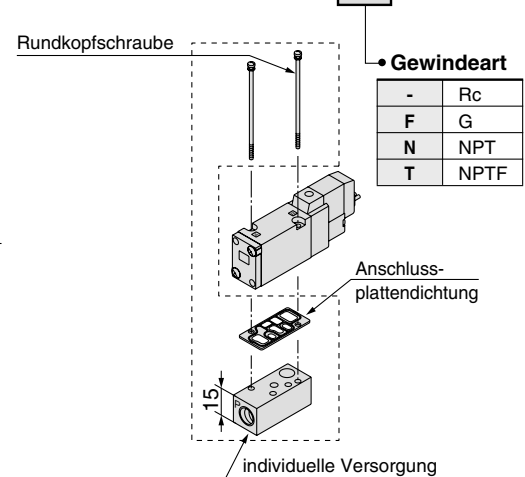 Rundkopfschraube
Gewindeart
- Rc
F G
N NPT
T NPTF
Anschluss-
plattendichtung
15
P
individuelle Versorgung